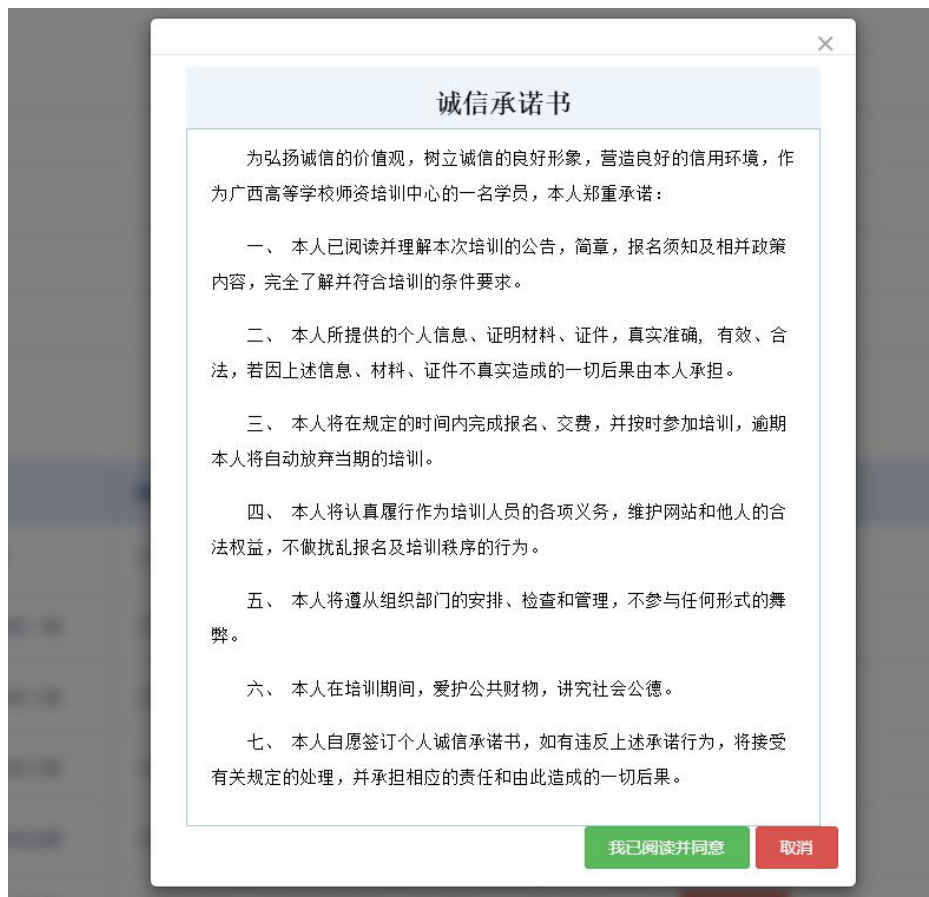 ×
诚信承诺书
为弘扬诚信的价值观，树立诚信的良好形象，营造良好的信用环境，作
为广西高等学校师资培训中心的一名学员，本人郑重承诺：
一、 本人已阅读并理解本次培训的公告，简章，报名须知及相并政策
内容，完全了解并符合培训的条件要求。
二、 本人所提供的个人信息、证明材料、证件，真实准确, 有效、合
法，若因上述信息、材料、证件不真实造成的一切后果由本人承担。
三、 本人将在规定的时间内完成报名、交费，并按时参加培训，逾期
本人将自动放弃当期的培训。
四、 本人将认真履行作为培训人员的各项义务，维护网站和他人的合
法权益，不做扰乱报名及培训秩序的行为。
五、 本人将遵从组织部门的安排、检查和管理，不参与任何形式的舞
弊。
六、 本人在培训期间，爱护公共财物，讲究社会公德。
七、 本人自愿签订个人诚信承诺书，如有违反上述承诺行为，将接受
有关规定的处理，并承担相应的责任和由此造成的一切后果。
我已阅读并同意 取消